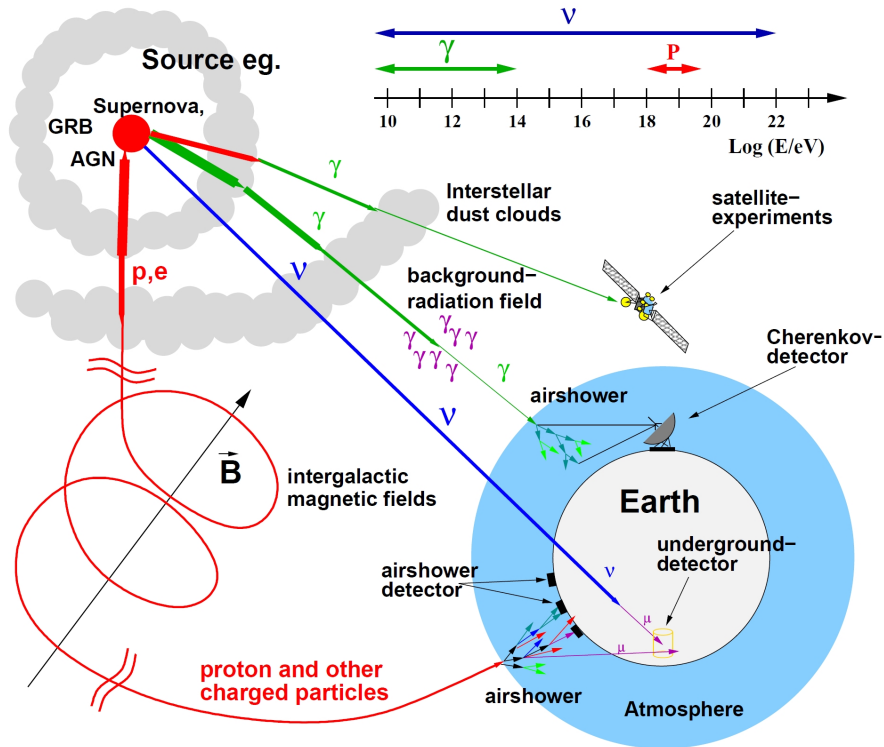 ν
Source eg.
γ
P
Supernova,
GRB
AGN
10 12 14 16 18 20 22
Log (E/eV)
γ
Interstellar
dust clouds
satellite−
experiments
γ
ν
p,e
background−
radiation field
γ γ γ γ
γ γ γ γ
γ
Cherenkov−
detector
airshower
ν
B
intergalactic
magnetic fields
Earth
underground−
detector
airshower
detector
ν
μ
μ
proton and other
charged particles
airshower
Atmosphere